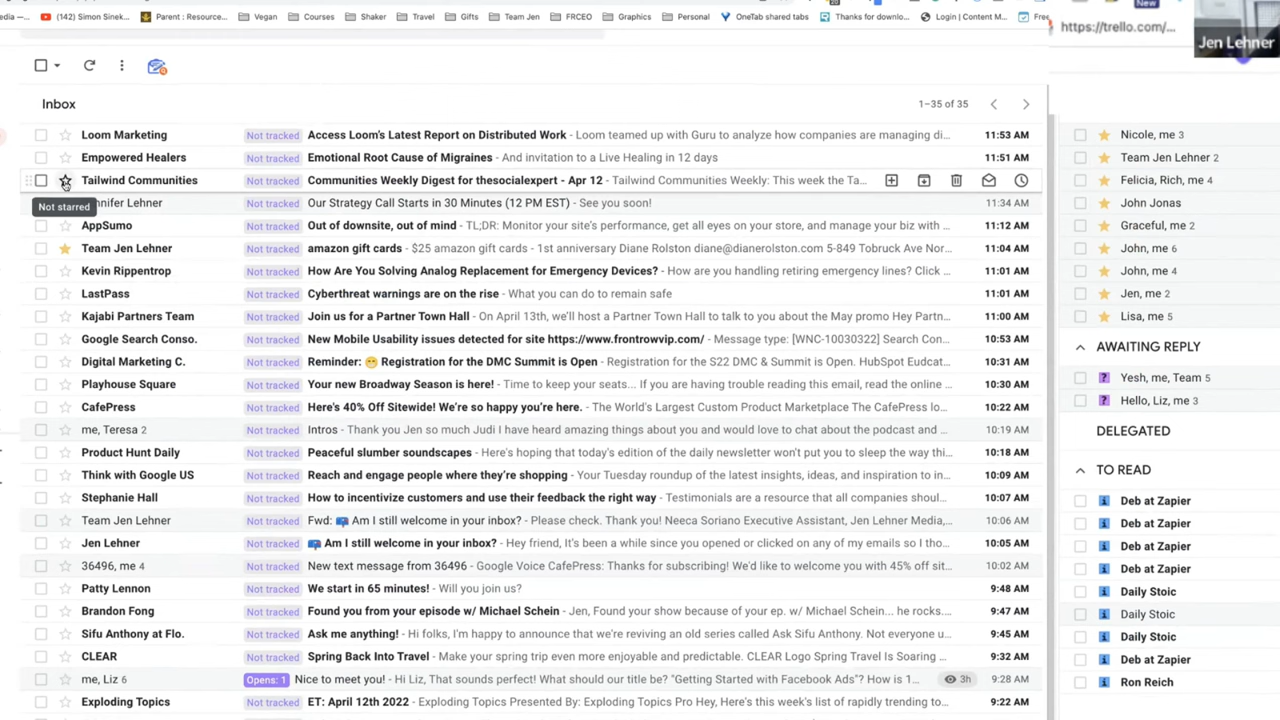 (142) Simon Sinek...
Parent : Resource...
Vegan
Courses
Shaker
Travel
Gifts
Team Jen
FRCEO
Graphics
Personal
OneTab shared tabs
Thanks for downlo...
Login | Content M...
New
https://trello.com/...
Jen Lehner
Inbox
1–35 of 35
Loom Marketing Not tracked Access Loom's Latest Report on Distributed Work - Loom teamed up with Guru to analyze how companies are managing di... 11:53 AM
Empowered Healers Not tracked Emotional Root Cause of Migraines - And invitation to a Live Healing in 12 days 11:51 AM
Tailwind Communities Not tracked Communities Weekly Digest for thesocialexpert - Apr 12 - Tailwind Communities Weekly: This week the Ta...
Not starred
nnifer Lehner Not tracked Our Strategy Call Starts in 30 Minutes (12 PM EST) - See you soon! 11:34 AM
AppSumo Not tracked Out of downsite, out of mind - TL;DR: Monitor your site's performance, get all eyes on your store, and manage your biz wit... 11:12 AM
Team Jen Lehner Not tracked amazon gift cards - $25 amazon gift cards - 1st anniversary Diane Rolston diane@dianerolston.com 5-849 Tobruck Ave Nor... 11:04 AM
Kevin Rippentrop Not tracked How Are You Solving Analog Replacement for Emergency Devices? - How are you handling retiring emergency lines? Click ... 11:01 AM
LastPass Not tracked Cyberthreat warnings are on the rise - What you can do to remain safe 11:01 AM
Kajabi Partners Team Not tracked Join us for a Partner Town Hall - On April 13th, we'll host a Partner Town Hall to talk to you about the May promo Hey Partn... 11:00 AM
Google Search Conso. Not tracked New Mobile Usability issues detected for site https://www.frontrowvip.com/ - Message type: [WNC-10030322] Search Con... 10:53 AM
Digital Marketing C. Not tracked Reminder: 😁 Registration for the DMC Summit is Open - Registration for the S22 DMC & Summit is Open. HubSpot Eudcat... 10:31 AM
Playhouse Square Not tracked Your new Broadway Season is here! - Time to keep your seats... If you are having trouble reading this email, read the online ... 10:30 AM
CafePress Not tracked Here's 40% Off Sitewide! We're so happy you're here. - The World's Largest Custom Product Marketplace The CafePress lo... 10:22 AM
me, Teresa 2 Not tracked Intros - Thank you Jen so much Judi I have heard amazing things about you and would love to chat about the podcast and ... 10:19 AM
Product Hunt Daily Not tracked Peaceful slumber soundscapes - Here's hoping that today's edition of the daily newsletter won't put you to sleep the way thi... 10:18 AM
Think with Google US Not tracked Reach and engage people where they're shopping - Your Tuesday roundup of the latest insights, ideas, and inspiration in... 10:09 AM
Stephanie Hall Not tracked How to incentivize customers and use their feedback the right way - Testimonials are a resource that all companies shoul... 10:07 AM
Team Jen Lehner Not tracked Fwd: 📪 Am I still welcome in your inbox? - Please check. Thank you! Neeca Soriano Executive Assistant, Jen Lehner Media,... 10:06 AM
Jen Lehner Not tracked 📪 Am I still welcome in your inbox? - Hey friend, It's been a while since you opened or clicked on any of my emails so I tho... 10:05 AM
36496, me 4 Not tracked New text message from 36496 - Google Voice CafePress: Thanks for subscribing! We'd like to welcome you with 45% off sit... 10:02 AM
Patty Lennon Not tracked We start in 65 minutes! - Will you join us? 9:48 AM
Brandon Fong Not tracked Found you from your episode w/ Michael Schein - Jen, Found your show because of your ep. w/ Michael Schein... he rocks.... 9:47 AM
Sifu Anthony at Flo. Not tracked Ask me anything! - Hi folks, I'm happy to announce that we're reviving an old series called Ask Sifu Anthony. Not everyone u... 9:45 AM
CLEAR Not tracked Spring Back Into Travel - Make your spring trip even more enjoyable and predictable. CLEAR Logo Spring Travel Is Soaring ... 9:32 AM
me, Liz 6 Opens: 1 Nice to meet you! - Hi Liz, That sounds perfect! What should our title be? "Getting Started with Facebook Ads"? How is 1... 3h 9:28 AM
Exploding Topics Not tracked ET: April 12th 2022 - Exploding Topics Presented By: Exploding Topics Pro Hey, Here's this week's list of rapidly trending to... 9:22 AM
Nicole, me 3
Team Jen Lehner 2
Felicia, Rich, me 4
John Jonas
Graceful, me 2
John, me 6
John, me 4
Jen, me 2
Lisa, me 5
AWAITING REPLY
Yesh, me, Team 5
Hello, Liz, me 3
DELEGATED
TO READ
Deb at Zapier
Deb at Zapier
Deb at Zapier
Deb at Zapier
Daily Stoic
Daily Stoic
Daily Stoic
Deb at Zapier
Ron Reich